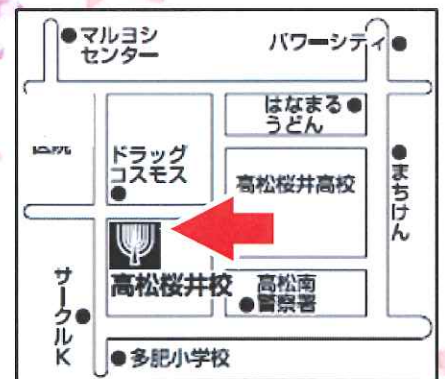 マルヨシ
センター
パワーシティ
はなまる
うどん
ドラッグ
コスモス
高松桜井高校
まちけん
高松桜井校
高松南
警察署
サークルK
多肥小学校